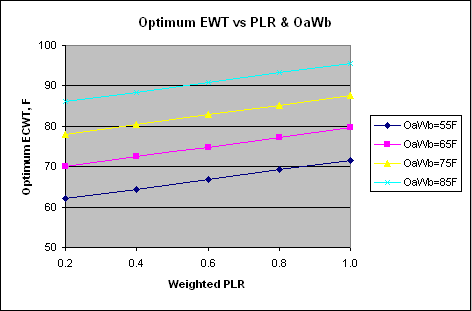 Optimum EWT vs PLR & OaWb
Optimum ECWT, F
100
90
80
70
60
50
0.2 0.4 0.6 0.8 1.0
Weighted PLR
OaWb=55F
OaWb=65F
OaWb=75F
OaWb=85F